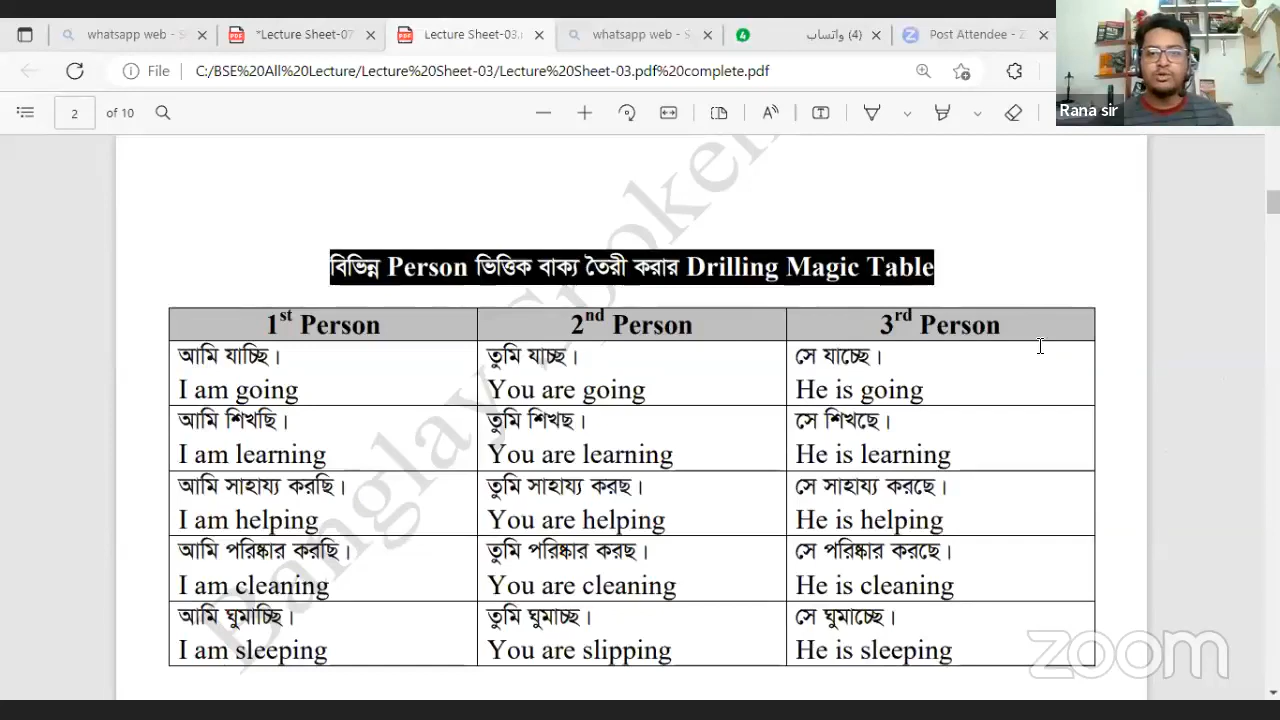 whatsapp web - S
"Lecture Sheet-07
Lecture Sheet-03.
whatsapp web - S
واتساب (4)
Post Attendee - Z
File
C:/BSE%20All%20Lecture/Lecture%20Sheet-03/Lecture%20Sheet-03.pdf%20complete.pdf
2 of 10
Rana sir
বিভিন্ন Person ভিত্তিক বাক্য তৈরী করার Drilling Magic Table
1st Person 2nd Person 3rd Person
আমি যাচ্ছি। তুমি যাচ্ছ। সে যাচ্ছে।
I am going You are going He is going
আমি শিখছি। তুমি শিখছ। সে শিখছে।
I am learning You are learning He is learning
আমি সাহায্য করছি। তুমি সাহায্য করছ। সে সাহায্য করছে।
I am helping You are helping He is helping
আমি পরিষ্কার করছি। তুমি পরিষ্কার করছ। সে পরিষ্কার করছে।
I am cleaning You are cleaning He is cleaning
আমি ঘুমাচ্ছি। তুমি ঘুমাচ্ছ। সে ঘুমাচ্ছে।
I am sleeping You are slipping He is sleeping
Banglay Spoken
zoom